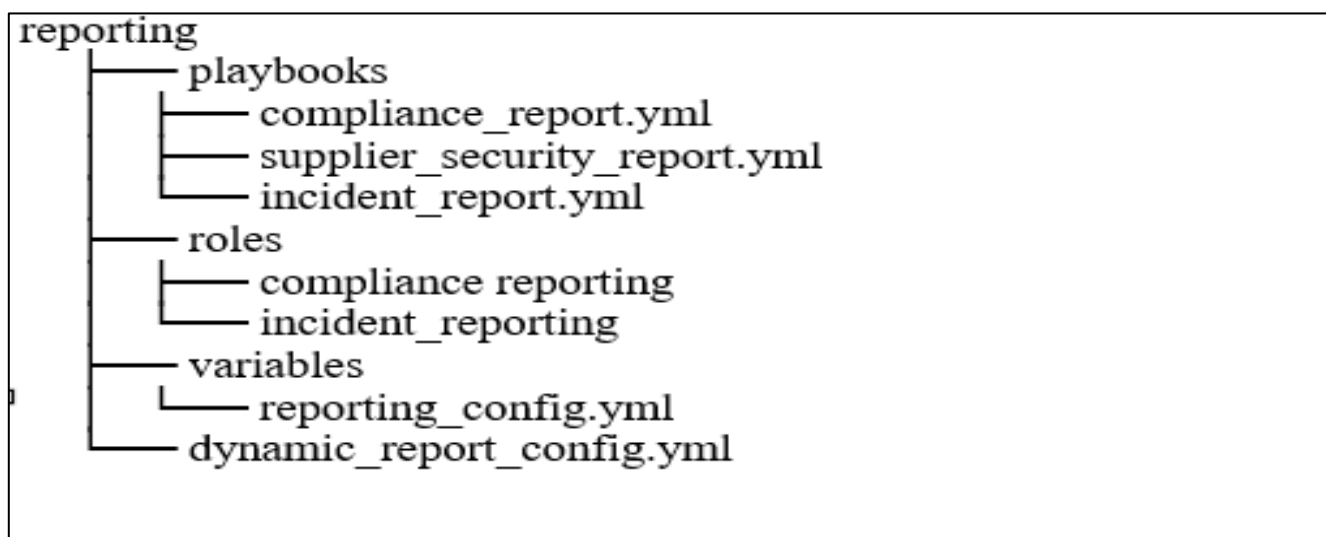 reporting
playbooks
compliance_report.yml
supplier_security_report.yml
incident_report.yml
roles
compliance reporting
incident_reporting
variables
reporting_config.yml
dynamic_report_config.yml